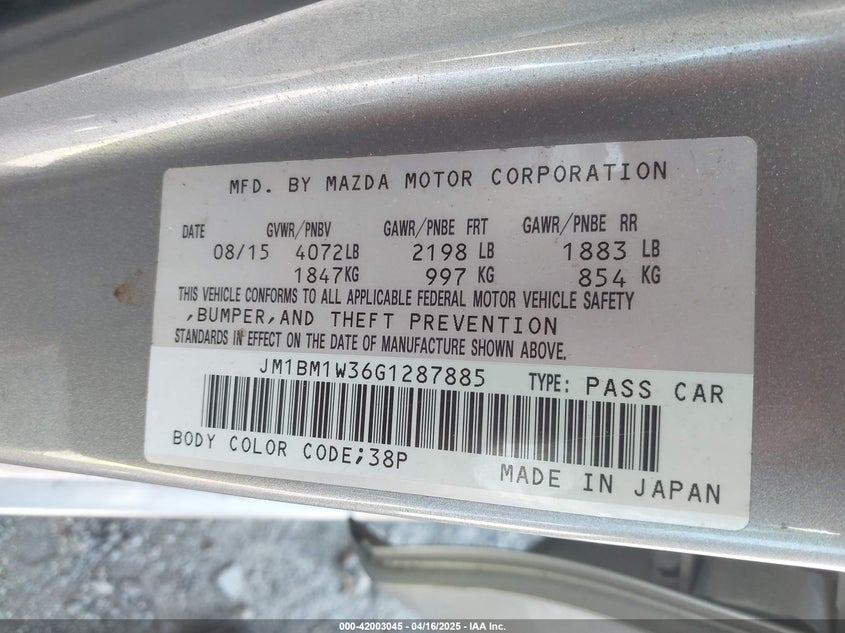 MFD. BY MAZDA MOTOR CORPORATION
DATE GVWR/PNBV GAWR/PNBE FRT GAWR/PNBE RR
08/15 4072LB 2198 LB 1883 LB
1847KG 997 KG 854 KG
THIS VEHICLE CONFORMS TO ALL APPLICABLE FEDERAL MOTOR VEHICLE SAFETY
,BUMPER,AND THEFT PREVENTION
STANDARDS IN EFFECT ON THE DATE OF MANUFACTURE SHOWN ABOVE.
JM1BM1W36G1287885 TYPE: PASS CAR
BODY COLOR CODE;38P
MADE IN JAPAN
000-42003045 - 04/16/2025 - IAA Inc.